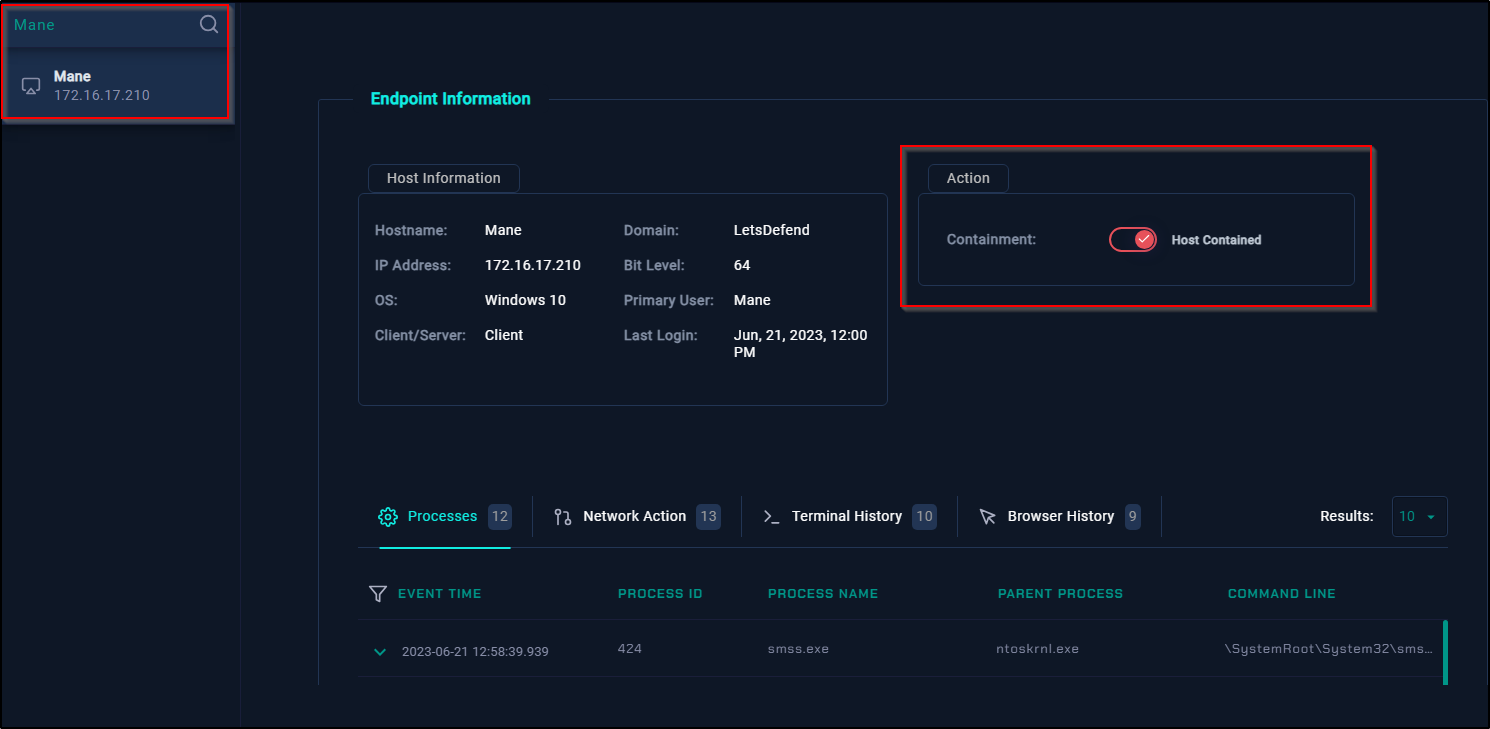 Mane
Mane
172.16.17.210
Endpoint Information
Host Information
Hostname: Mane Domain: LetsDefend
IP Address: 172.16.17.210 Bit Level: 64
OS: Windows 10 Primary User: Mane
Client/Server: Client Last Login: Jun, 21, 2023, 12:00
PM
Action
Containment: Host Contained
Processes 12 Network Action 13 Terminal History 10 Browser History 9 Results: 10
EVENT TIME PROCESS ID PROCESS NAME PARENT PROCESS COMMAND LINE
2023-06-21 12:58:39.939 424 smss.exe ntoskrnl.exe \SystemRoot\System32\sms...